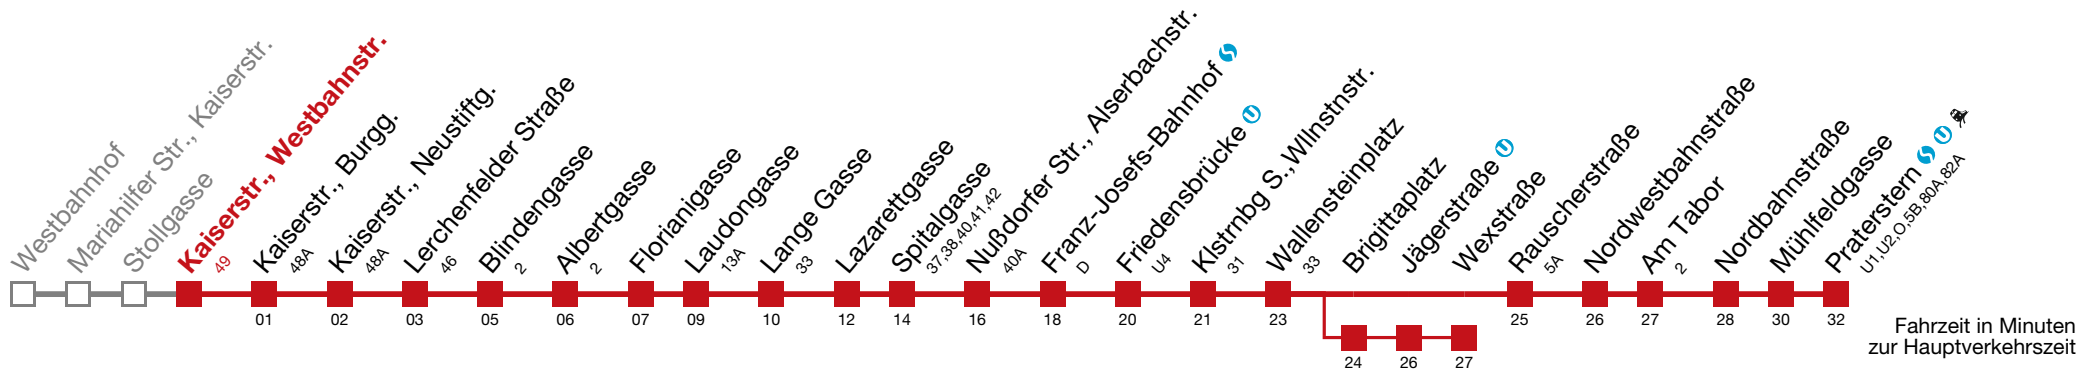 Westbahnhof
Mariahilfer Str., Kaiserstr.
Stollgasse
Kaiserstr., Westbahnstr.
49
Kaiserstr., Burgg.
48A
Kaiserstr., Neustiftg.
48A
Lerchenfelder Straße
46
Blindengasse
2
Albertgasse
2
Florianigasse
Laudongasse
13A
Lange Gasse
33
Lazarettgasse
Spitalgasse
37,38,40,41,42
Nußdorfer Str., Alserbachstr.
40A
Franz-Josefs-Bahnhof
D
Friedensbrücke U
U4
Klstrnbg S.,Wllnstnstr.
31
Wallensteinplatz
33
Brigittaplatz
Jägerstraße U
Wexstraße
Rauscherstraße
5A
Nordwestbahnstraße
Am Tabor
2
Nordbahnstraße
Mühlfeldgasse
Praterstern U
U1,U2,O,5B,80A,82A
01 02 03 05 06 07 09 10 12 14 16 18 20 21 23 25 26 27 28 30 32
24 26 27
Fahrzeit in Minuten
zur Hauptverkehrszeit